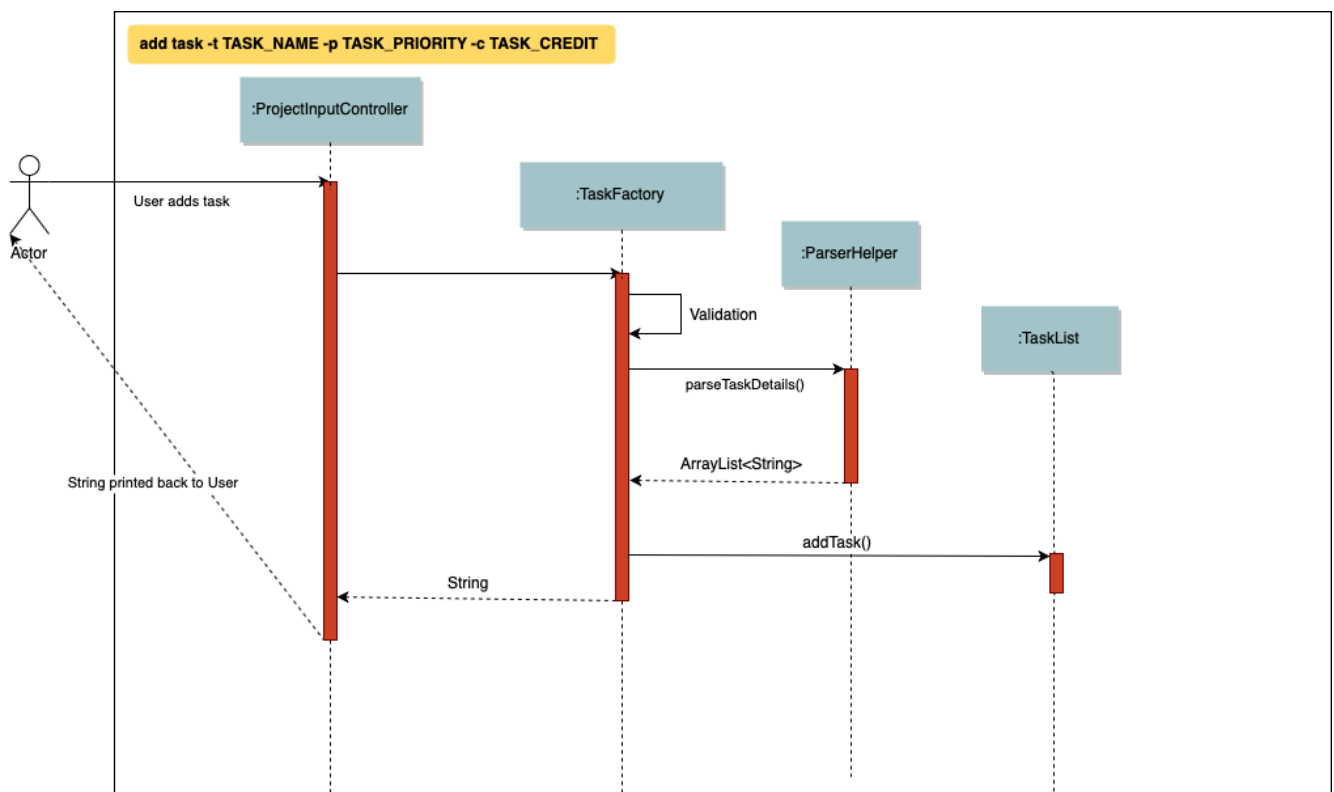 add task -t TASK_NAME -p TASK_PRIORITY -c TASK_CREDIT
:ProjectInputController
:TaskFactory
User adds task
Actor
:ParserHelper
Validation
:TaskList
parseTaskDetails()
ArrayList<String>
String printed back to User
addTask()
String